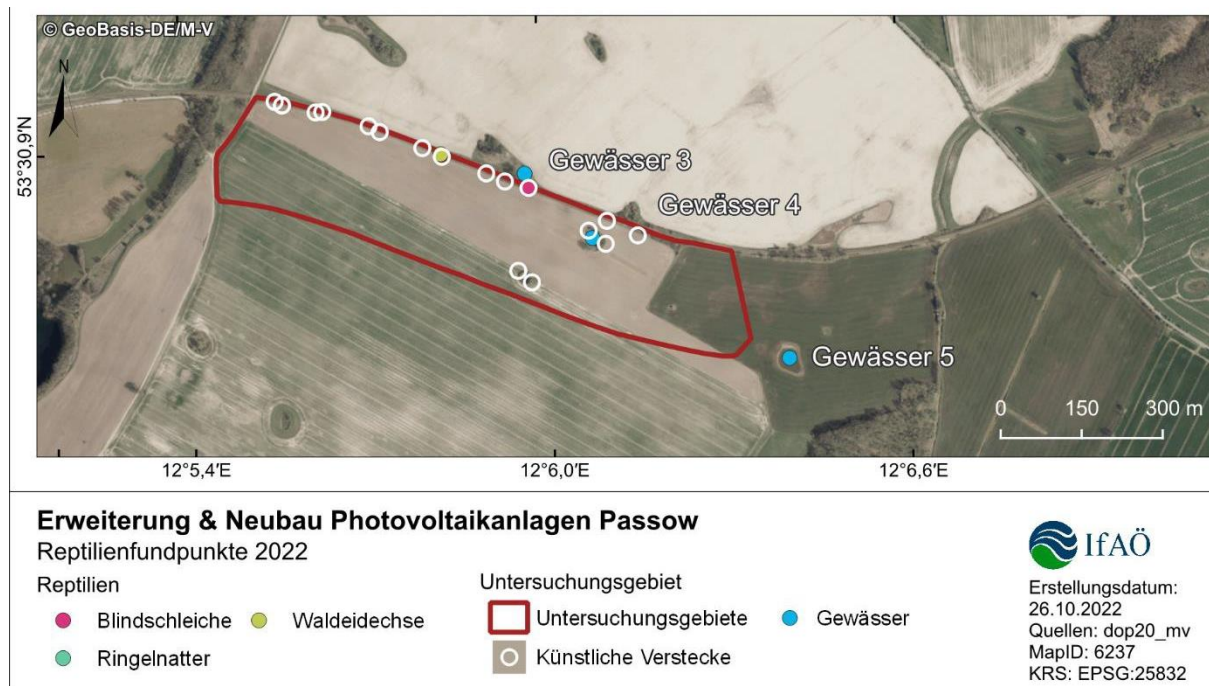 © GeoBasis-DE/M-V
N
53°30,9′N
Gewässer 3
Gewässer 4
Gewässer 5
0 150 300 m
12°5,4′E 12°6,0′E 12°6,6′E
Erweiterung & Neubau Photovoltaikanlagen Passow
Reptilienfundpunkte 2022
Reptilien
Blindschleiche Waldeidechse
Ringelnatter
Untersuchungsgebiet
Untersuchungsgebiete Gewässer
Künstliche Verstecke
IfAÖ
Erstellungsdatum:
26.10.2022
Quellen: dop20_mv
MapID: 6237
KRS: EPSG:25832